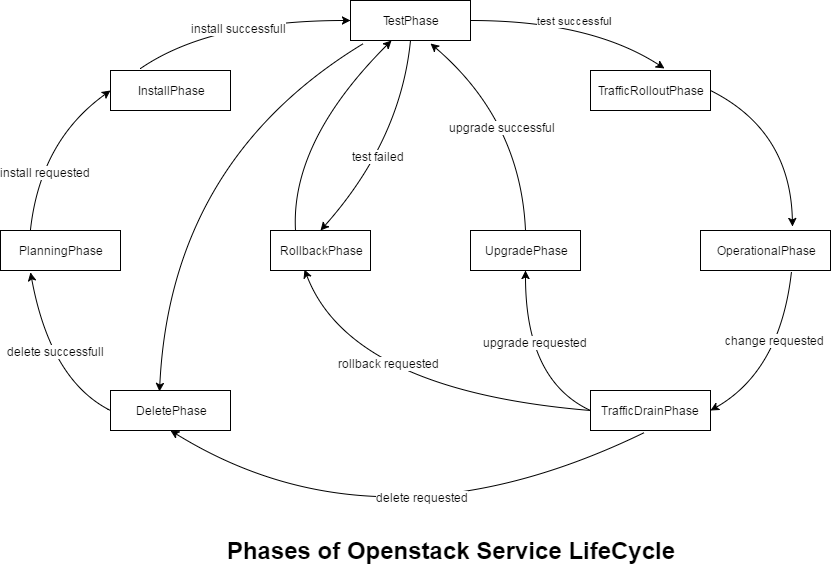 TestPhase
install successfull
test successful
InstallPhase
TrafficRolloutPhase
upgrade successful
test failed
install requested
PlanningPhase
RollbackPhase
UpgradePhase
OperationalPhase
change requested
upgrade requested
delete successfull
rollback requested
DeletePhase
TrafficDrainPhase
delete requested
Phases of Openstack Service LifeCycle